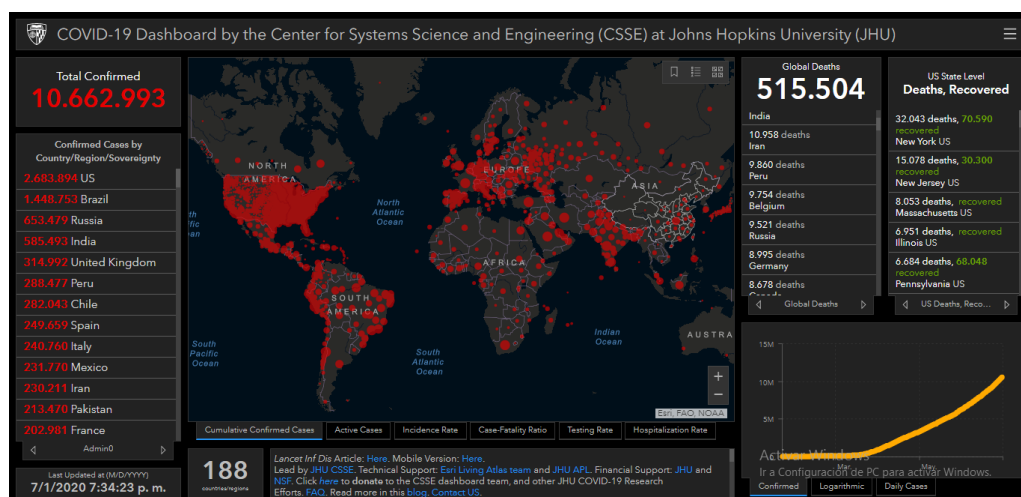 COVID-19 Dashboard by the Center for Systems Science and Engineering (CSSE) at Johns Hopkins University (JHU)
Total Confirmed
10.662.993
Confirmed Cases by
Country/Region/Sovereignty
2.683.894 US
1.448.753 Brazil
653.479 Russia
585.493 India
314.992 United Kingdom
288.477 Peru
282.043 Chile
249.659 Spain
240.760 Italy
231.770 Mexico
230.211 Iran
213.470 Pakistan
202.981 France
Admin0
Last Updated at (M/D/YYYY)
7/1/2020 7:34:23 p. m.
NORTH
AMERICA
North
Atlantic
Ocean
EUROPE
ASIA
AFRICA
SOUTH
AMERICA
South
Pacific
Ocean
South
Atlantic
Ocean
Indian
Ocean
AUSTRA
+
−
Esri, FAO, NOAA
Cumulative Confirmed Cases
Active Cases
Incidence Rate
Case-Fatality Ratio
Testing Rate
Hospitalization Rate
188
countries/regions
Lancet Inf Dis Article: Here. Mobile Version: Here.
Lead by JHU CSSE. Technical Support: Esri Living Atlas team and JHU APL. Financial Support: JHU and
NSF. Click here to donate to the CSSE dashboard team, and other JHU COVID-19 Research
Efforts. FAQ. Read more in this blog. Contact US.
Global Deaths
515.504
India
10.958 deaths
Iran
9.860 deaths
Peru
9.754 deaths
Belgium
9.521 deaths
Russia
8.995 deaths
Germany
8.678 deaths
Global Deaths
US State Level
Deaths, Recovered
32.043 deaths, 70.590
recovered
New York US
15.078 deaths, 30.300
recovered
New Jersey US
8.053 deaths, recovered
Massachusetts US
6.951 deaths, recovered
Illinois US
6.684 deaths, 68.048
recovered
Pennsylvania US
US Deaths, Reco...
15M
10M
5M
Mar.
May.
Windows
Ir a Configuración de PC para activar Windows.
Confirmed
Logarithmic
Daily Cases